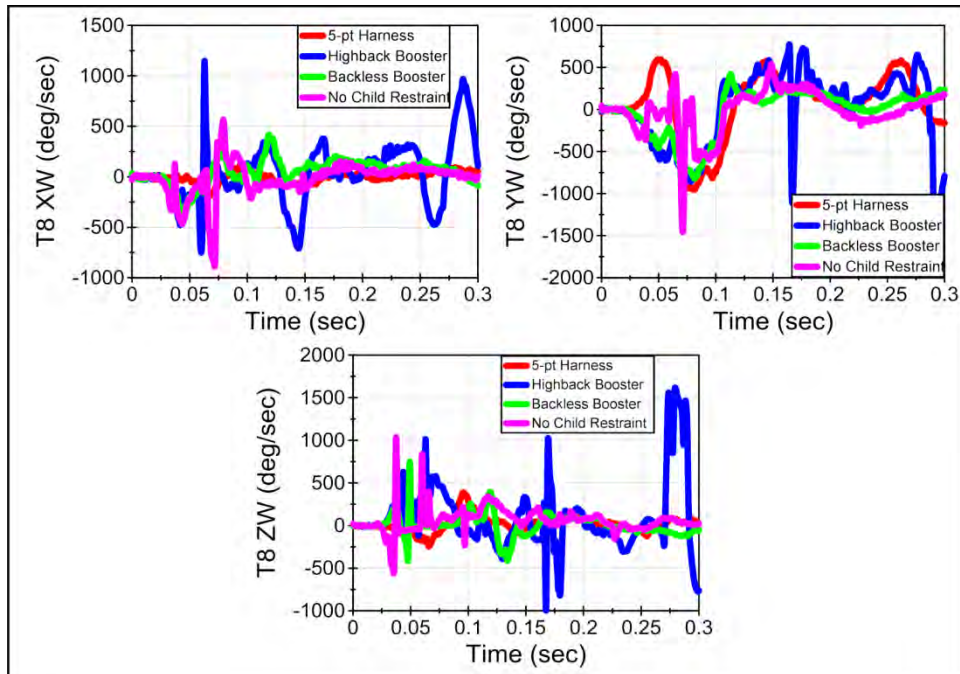 1500
1000
500
0
-500
-1000
T8 XW (deg/sec)
5-pt Harness
Highback Booster
Backless Booster
No Child Restraint
0 0.05 0.1 0.15 0.2 0.25 0.3
Time (sec)
1000
500
0
-500
-1000
-1500
-2000
T8 YW (deg/sec)
5-pt Harness
Highback Booster
Backless Booster
No Child Restraint
0 0.05 0.1 0.15 0.2 0.25 0.3
Time (sec)
2000
1500
1000
500
0
-500
-1000
T8 ZW (deg/sec)
5-pt Harness
Highback Booster
Backless Booster
No Child Restraint
0 0.05 0.1 0.15 0.2 0.25 0.3
Time (sec)